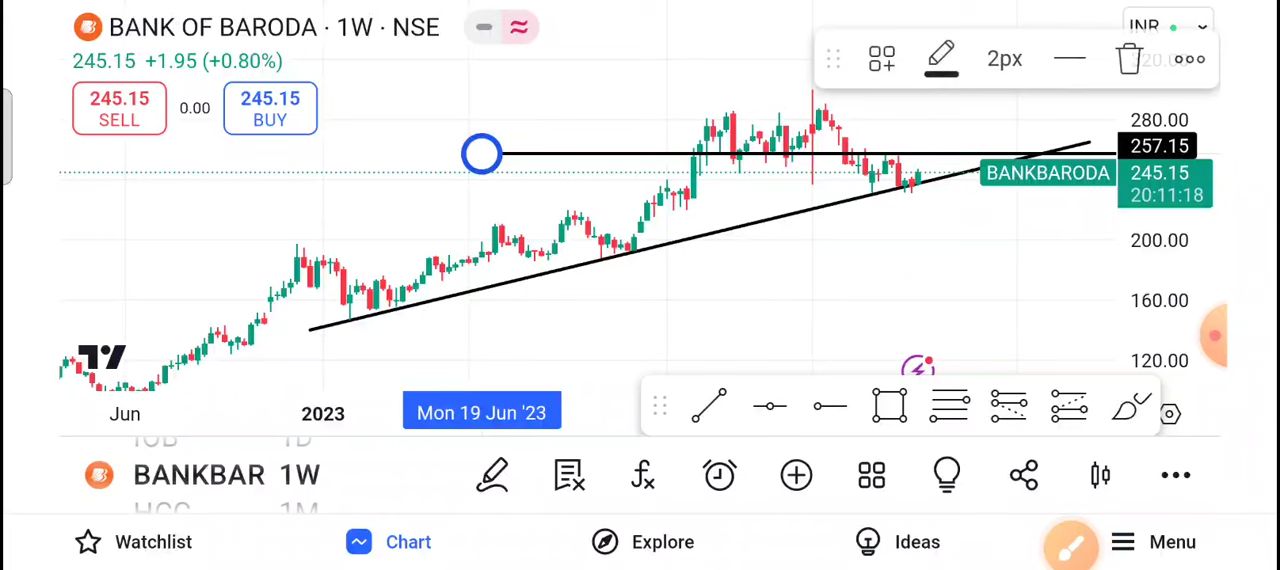 BANK OF BARODA · 1W · NSE
INR
245.15 +1.95 (+0.80%)
2px
245.15
SELL
0.00
245.15
BUY
280.00
257.15
BANKBARODA
245.15
20:11:18
200.00
160.00
120.00
Jun
2023
Mon 19 Jun '23
IOB 1D
BANKBAR 1W
HCC 1M
Watchlist
Chart
Explore
Ideas
Menu